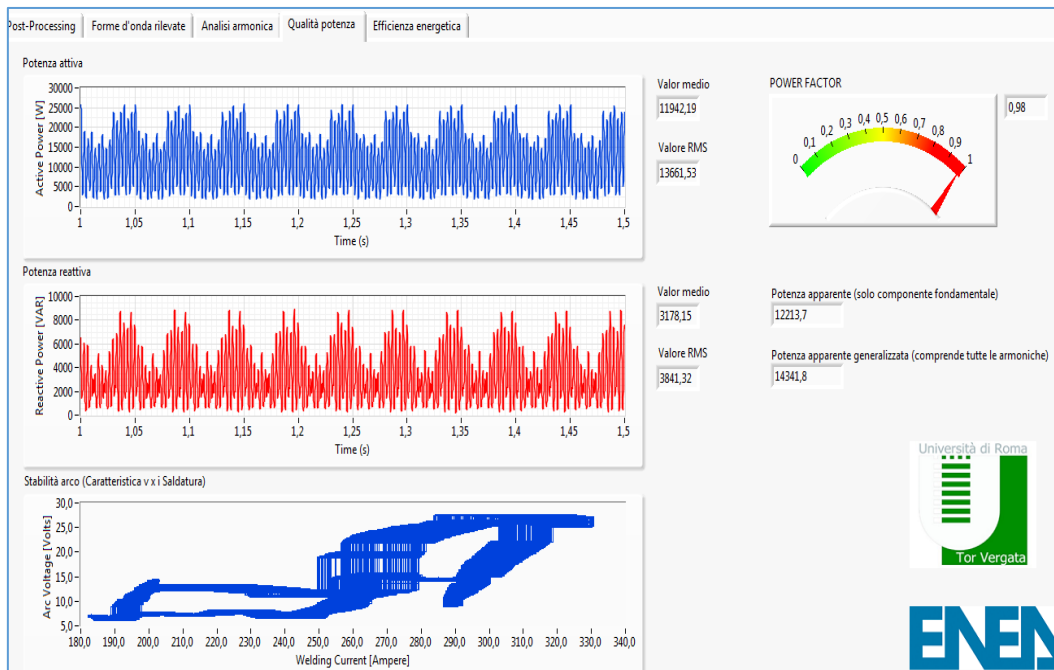 Post-Processing
Forme d'onda rilevate
Analisi armonica
Qualità potenza
Efficienza energetica
Potenza attiva
Active Power [W]
30000
25000
20000
15000
10000
5000
0
1 1,05 1,1 1,15 1,2 1,25 1,3 1,35 1,4 1,45 1,5
Time (s)
Valor medio
11942,19
Valore RMS
13661,53
POWER FACTOR
0 0,1 0,2 0,3 0,4 0,5 0,6 0,7 0,8 0,9 1
0,98
Potenza reattiva
Reactive Power [VAR]
10000
8000
6000
4000
2000
0
1 1,05 1,1 1,15 1,2 1,25 1,3 1,35 1,4 1,45 1,5
Time (s)
Valor medio
3178,15
Valore RMS
3841,32
Potenza apparente (solo componente fondamentale)
12213,7
Potenza apparente generalizzata (comprende tutte le armoniche)
14341,8
Stabilità arco (Caratteristica v x i Saldatura)
Arc Voltage [Volts]
30,0
25,0
20,0
15,0
10,0
5,0
180,0 190,0 200,0 210,0 220,0 230,0 240,0 250,0 260,0 270,0 280,0 290,0 300,0 310,0 320,0 330,0 340,0
Welding Current [Ampere]
Università di Roma
Tor Vergata
ENEA